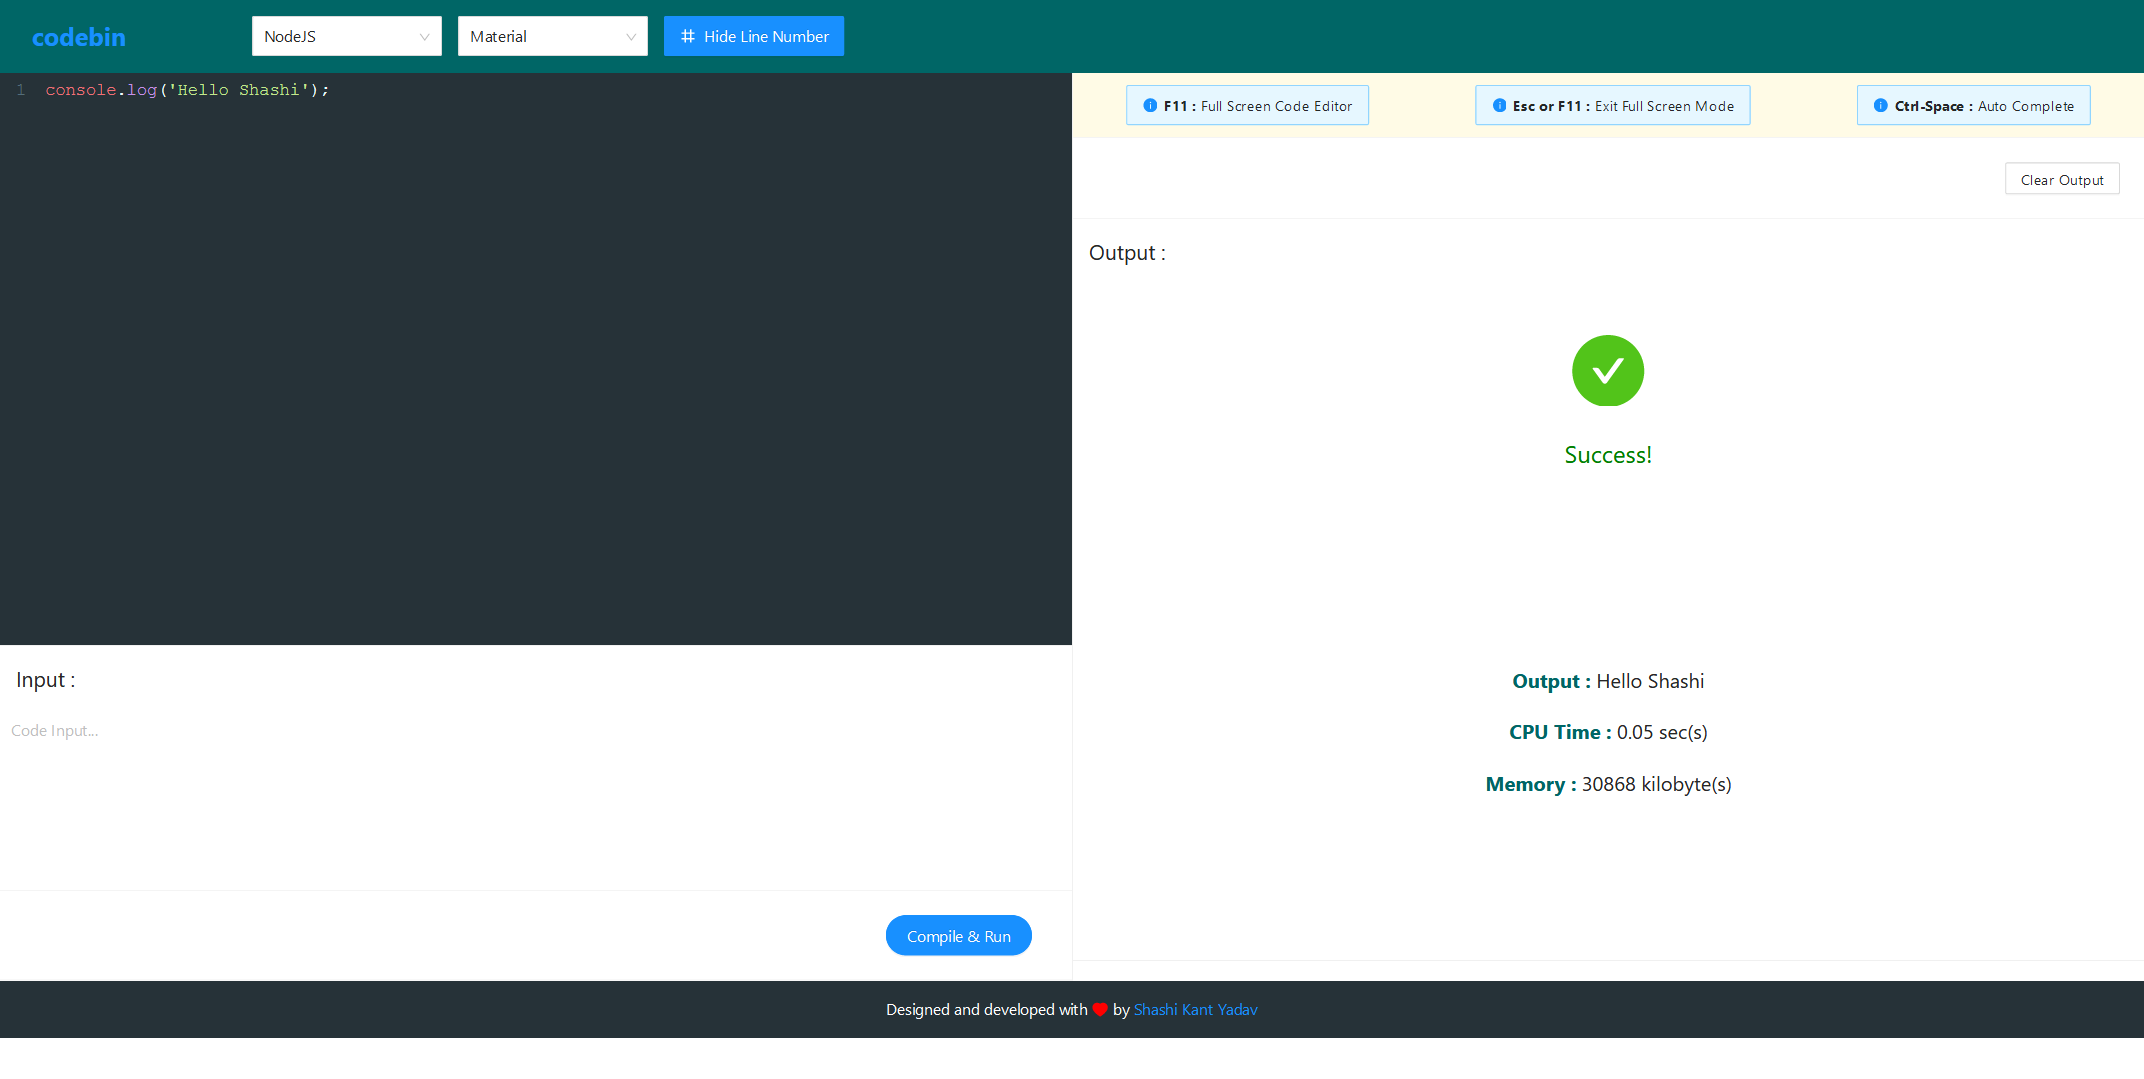 codebin
NodeJS
Material
Hide Line Number
1 console.log('Hello Shashi');
F11 : Full Screen Code Editor
Esc or F11 : Exit Full Screen Mode
Ctrl-Space : Auto Complete
Clear Output
Output :
Success!
Output : Hello Shashi
CPU Time : 0.05 sec(s)
Memory : 30868 kilobyte(s)
Input :
Code Input...
Compile & Run
Designed and developed with ❤ by Shashi Kant Yadav